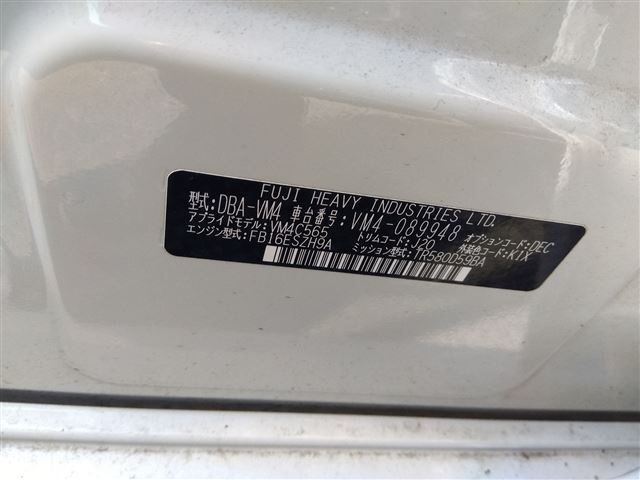 FUJI HEAVY INDUSTRIES LTD.
型式:DBA-VM4 車台番号:VM4-089948
アプライドモデル:VM4C565 トリムコード:J20 オプションコード:DEC
エンジン型式:FB16ESZH9A ミッション型式:TR580D59BA 外装色コード:K1X